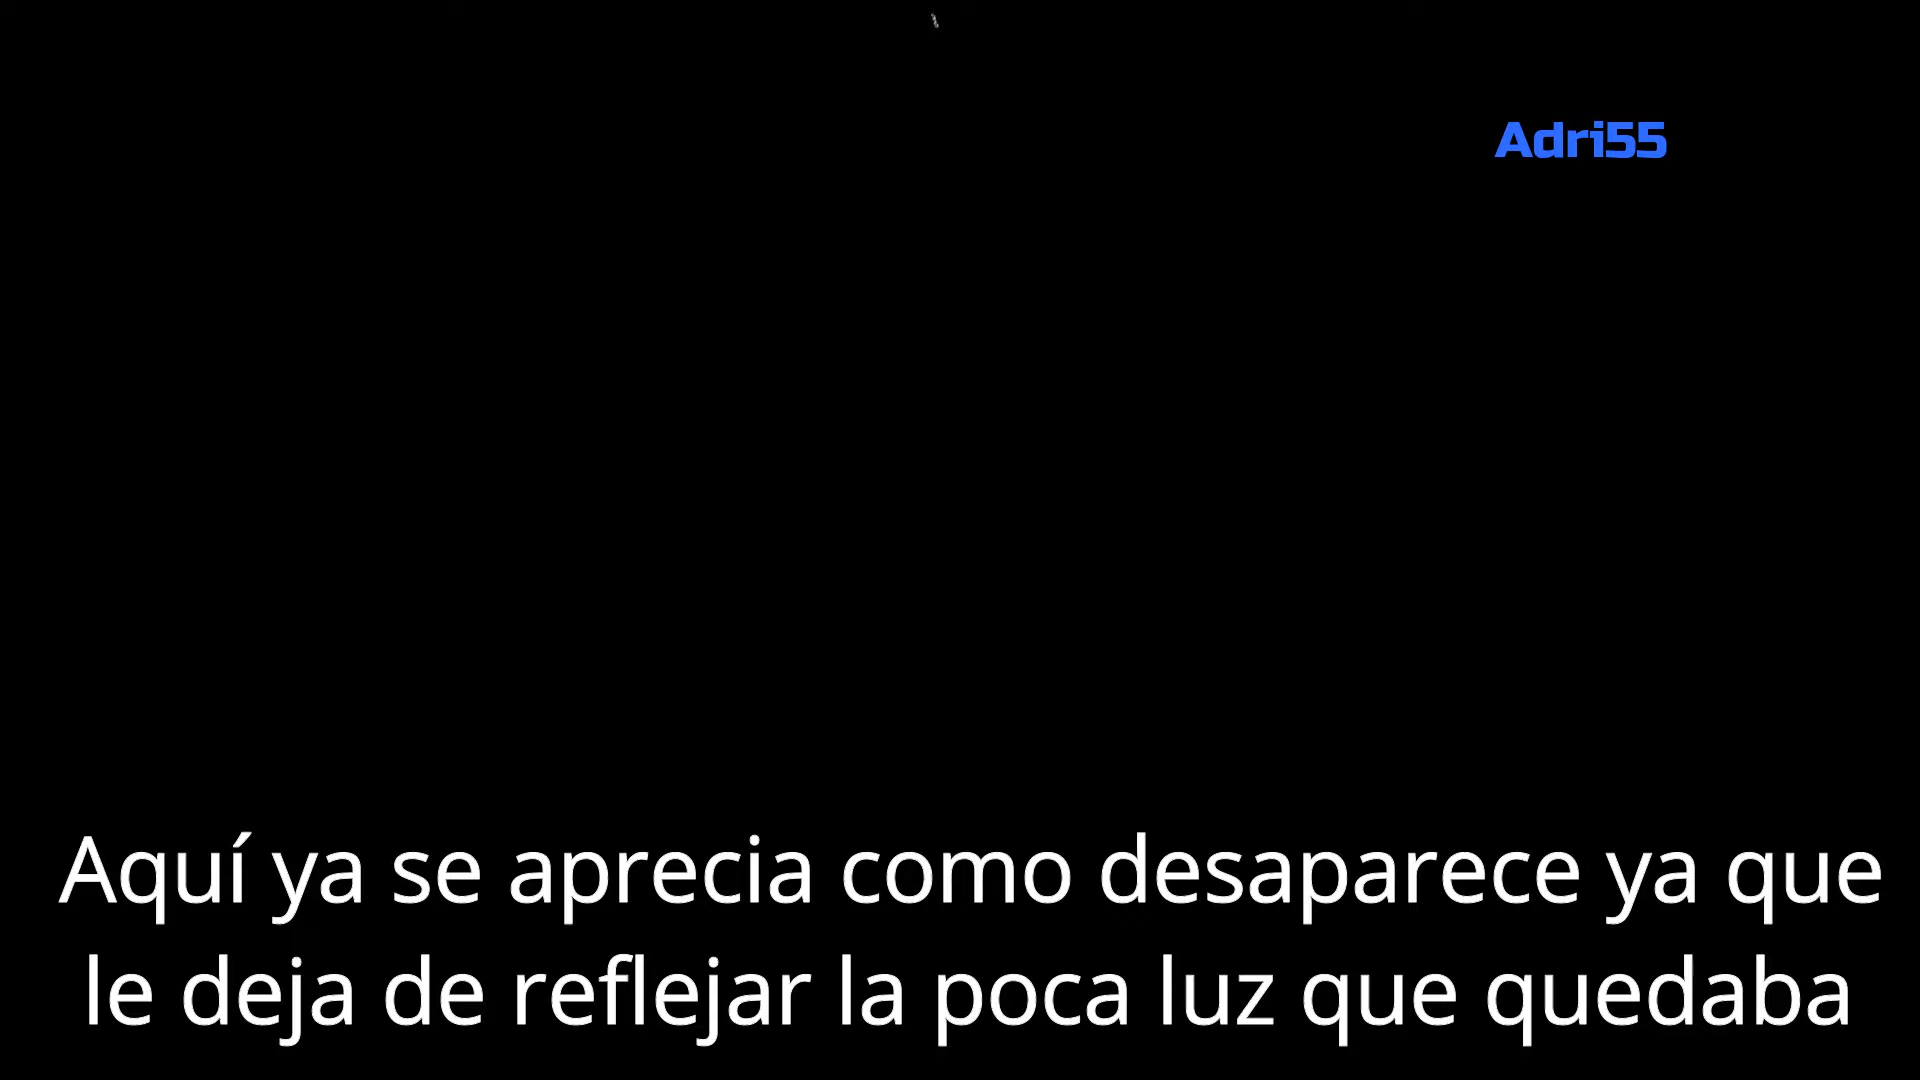 Adri55
Aquí ya se aprecia como desaparece ya que
le deja de reflejar la poca luz que quedaba